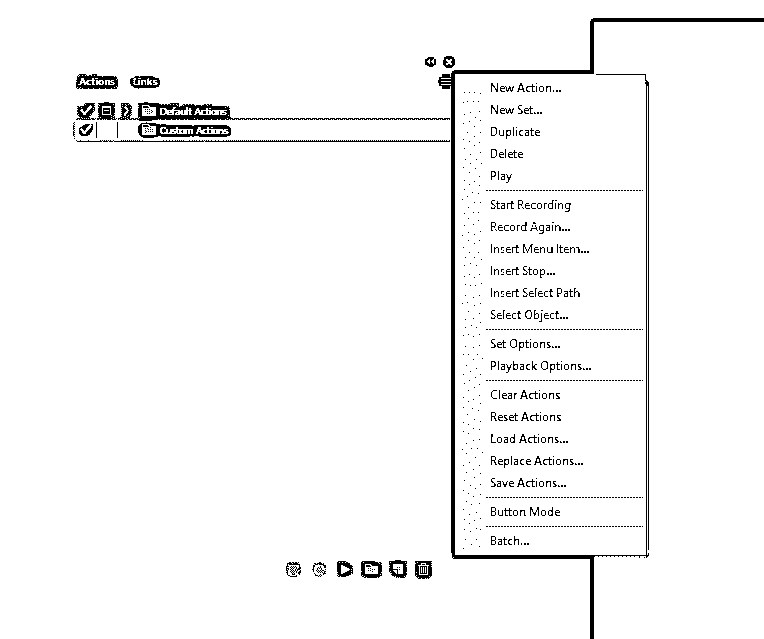 Actions Links
Default Actions
Custom Actions
New Action...
New Set...
Duplicate
Delete
Play
Start Recording
Record Again...
Insert Menu Item...
Insert Stop...
Insert Select Path
Select Object...
Set Options...
Playback Options...
Clear Actions
Reset Actions
Load Actions...
Replace Actions...
Save Actions...
Button Mode
Batch...